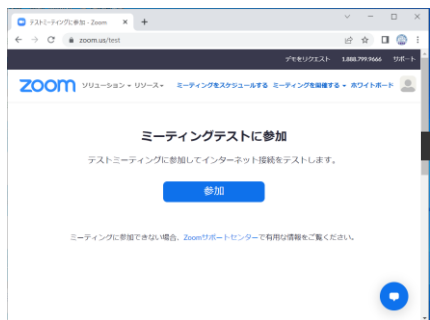 テストミーティングに参加 - Zoom
zoom.us/test
デモをリクエスト 1.888.799.9666 サポート
zoom ソリューション リソース ミーティングをスケジュールする ミーティングを開催する ホワイトボード
ミーティングテストに参加
テストミーティングに参加してインターネット接続をテストします。
参加
ミーティングに参加できない場合、Zoomサポートセンターで有用な情報をご覧ください。